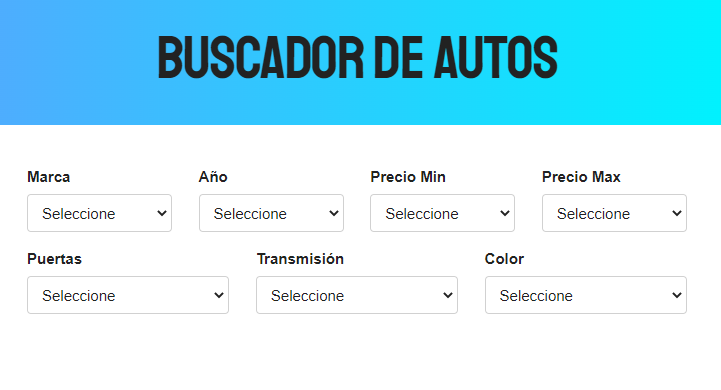 BUSCADOR DE AUTOS
Marca Año Precio Min Precio Max
Seleccione Seleccione Seleccione Seleccione
Puertas Transmisión Color
Seleccione Seleccione Seleccione